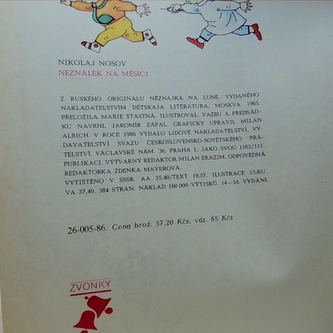 NIKOLAJ NOSOV
NEZNÁLEK NA MĚSÍCI
Z RUSKÉHO ORIGINÁLU NEZNAJKA NA LUNE, VYDANÉHO
NAKLADATELSTVÍM DĚTSKAJA LITERATURA, MOSKVA 1965,
PŘELOŽILA MARIE ŠŤASTNÁ. ILUSTROVAL, VAZBU A PŘEDSÁD-
KU NAVRHL JAROMÍR ZÁPAL. GRAFICKY UPRAVIL MILAN
ALBICH. V ROCE 1986 VYDALO LIDOVÉ NAKLADATELSTVÍ, VY-
DAVATELSTVÍ SVAZU ČESKOSLOVENSKO-SOVĚTSKÉHO PŘÁ-
TELSTVÍ, VÁCLAVSKÉ NÁM. 36, PRAHA 1, JAKO SVOU 1162/111.
PUBLIKACI. VÝTVARNÝ REDAKTOR MILAN ERAZIM. ODPOVĚDNÁ
REDAKTORKA ZDENKA MAYEROVÁ.
VYTIŠTĚNO V SSSR. AA 35,40/TEXT 19,57, ILUSTRACE 15,83/,
VA 37,40. 384 STRAN. NÁKLAD 160 000 VÝTISKŮ. 14—54. VYDÁNÍ.
26-005-86. Cena brož. 57,20 Kčs, váz. 65 Kčs
ZVONKY